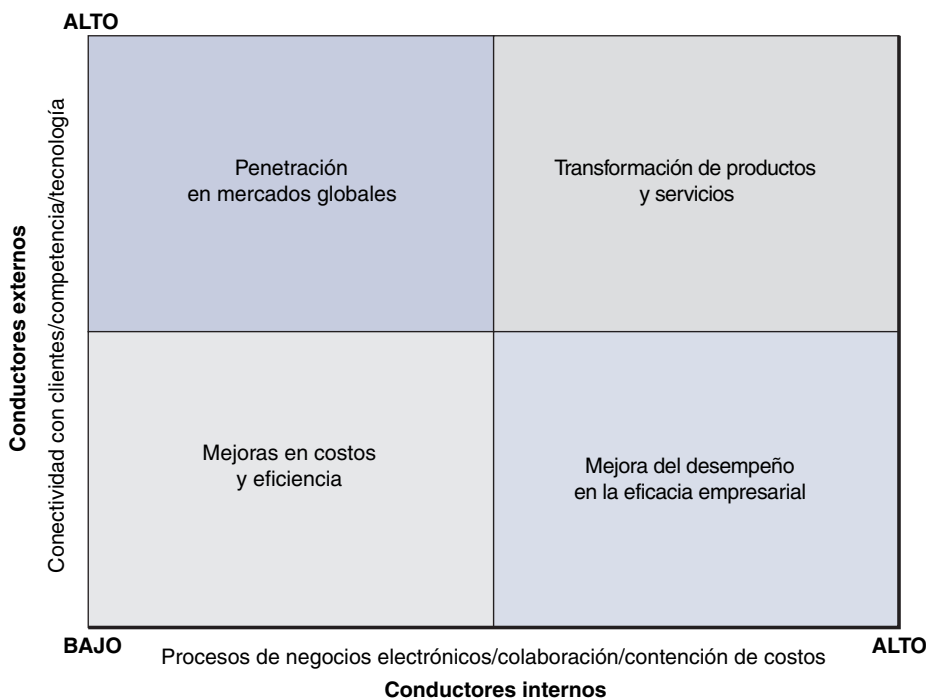 ALTO
Conductores externos
Conectividad con clientes/competencia/tecnología
Penetración
en mercados globales
Transformación de productos
y servicios
Mejoras en costos
y eficiencia
Mejora del desempeño
en la eficacia empresarial
BAJO
ALTO
Procesos de negocios electrónicos/colaboración/contención de costos
Conductores internos